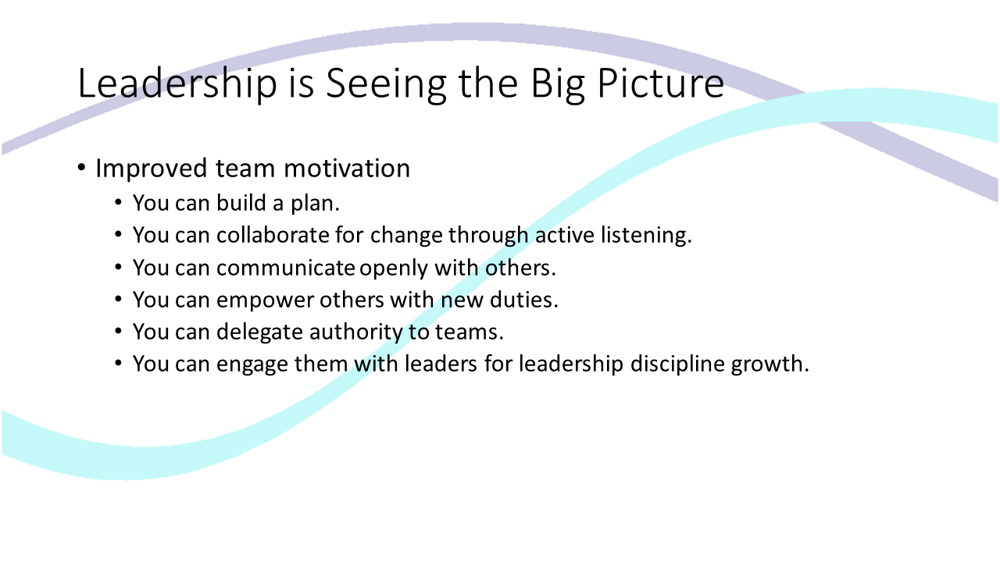 Leadership is Seeing the Big Picture
• Improved team motivation
• You can build a plan.
• You can collaborate for change through active listening.
• You can communicate openly with others.
• You can empower others with new duties.
• You can delegate authority to teams.
• You can engage them with leaders for leadership discipline growth.